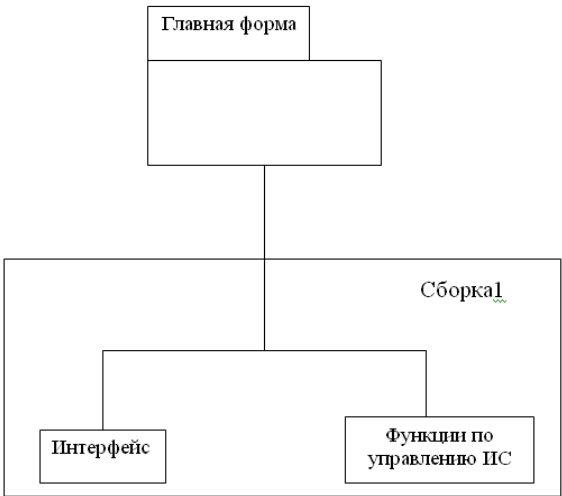 Главная форма
Сборка1
Интерфейс
Функции по
управлению ИС